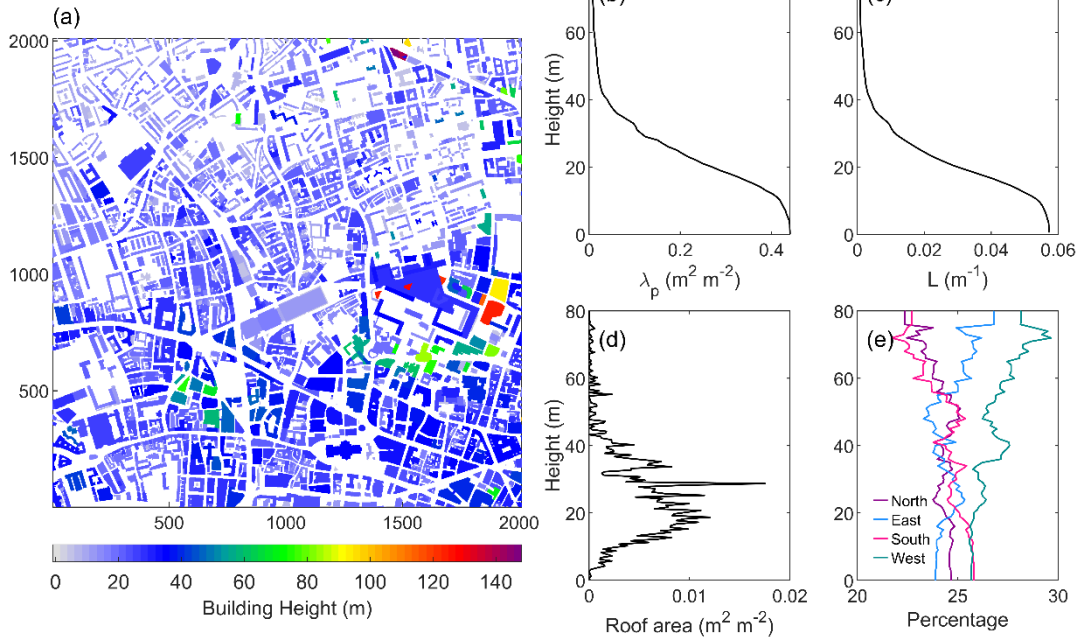 (a)
2000
1500
1000
500
500 1000 1500 2000
0 20 40 60 80 100 120 140
Building Height (m)
60
40
20
0
Height (m)
0 0.2 0.4
λp (m² m⁻²)
60
40
20
0
0 0.02 0.04 0.06
L (m⁻¹)
(d)
80
60
40
20
0
Height (m)
0 0.01 0.02
Roof area (m² m⁻²)
(e)
80
60
40
20
0
North
East
South
West
20 25 30
Percentage